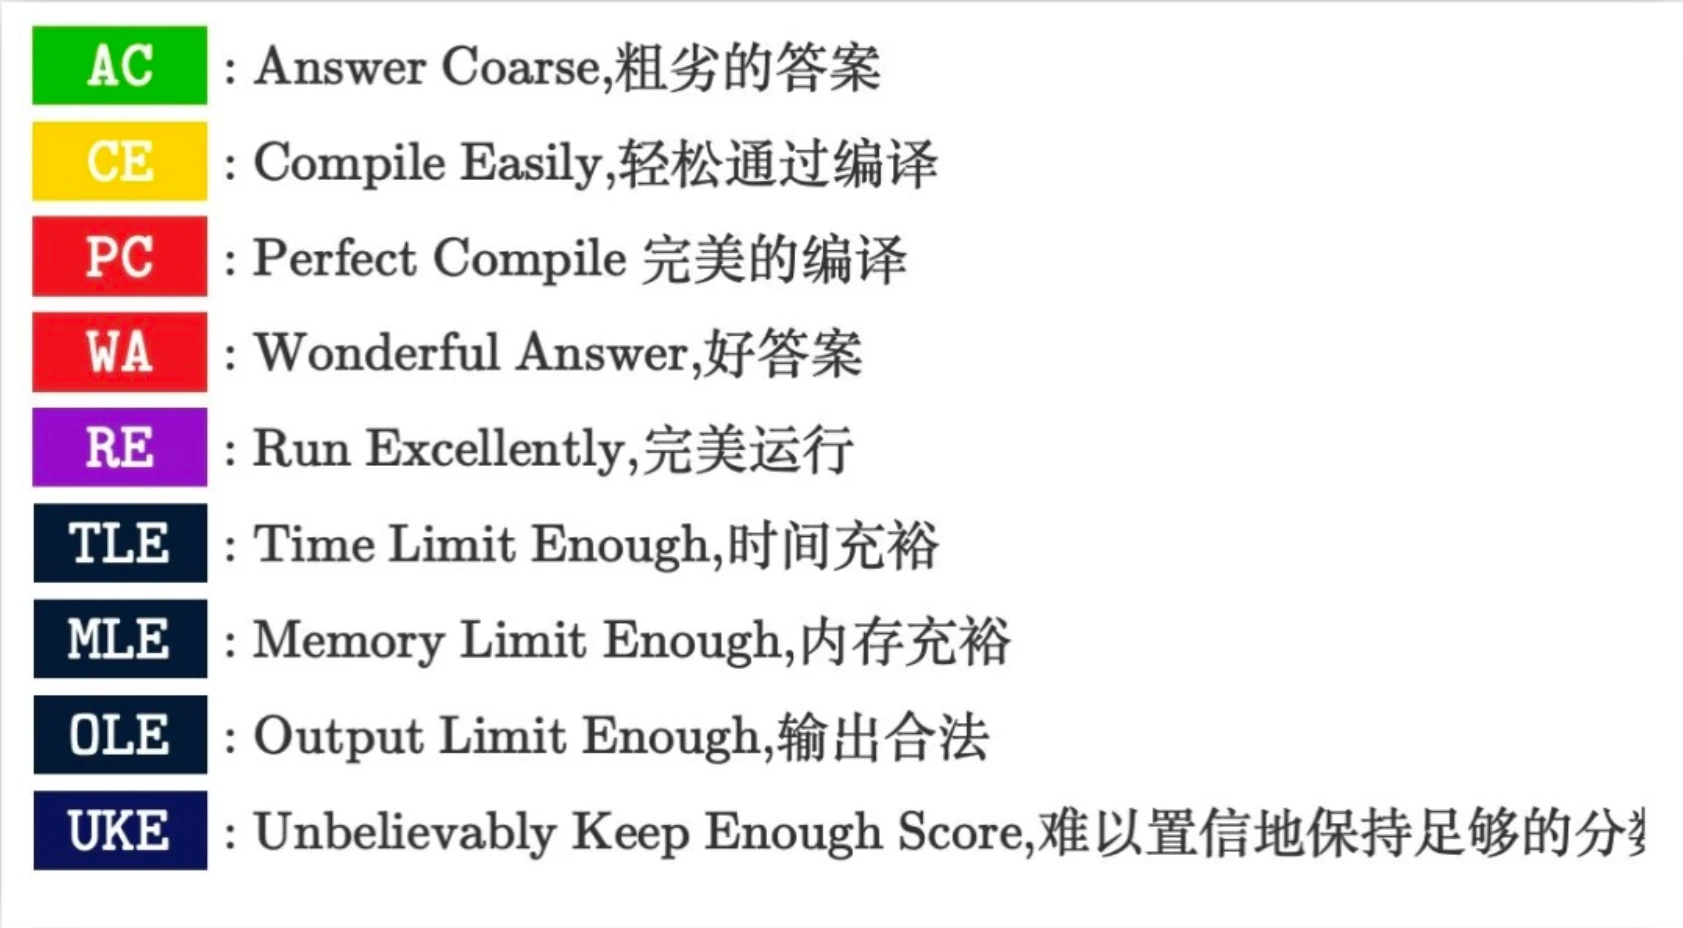 AC : Answer Coarse,粗劣的答案
CE : Compile Easily,轻松通过编译
PC : Perfect Compile 完美的编译
WA : Wonderful Answer,好答案
RE : Run Excellently,完美运行
TLE : Time Limit Enough,时间充裕
MLE : Memory Limit Enough,内存充裕
OLE : Output Limit Enough,输出合法
UKE : Unbelievably Keep Enough Score,难以置信地保持足够的分